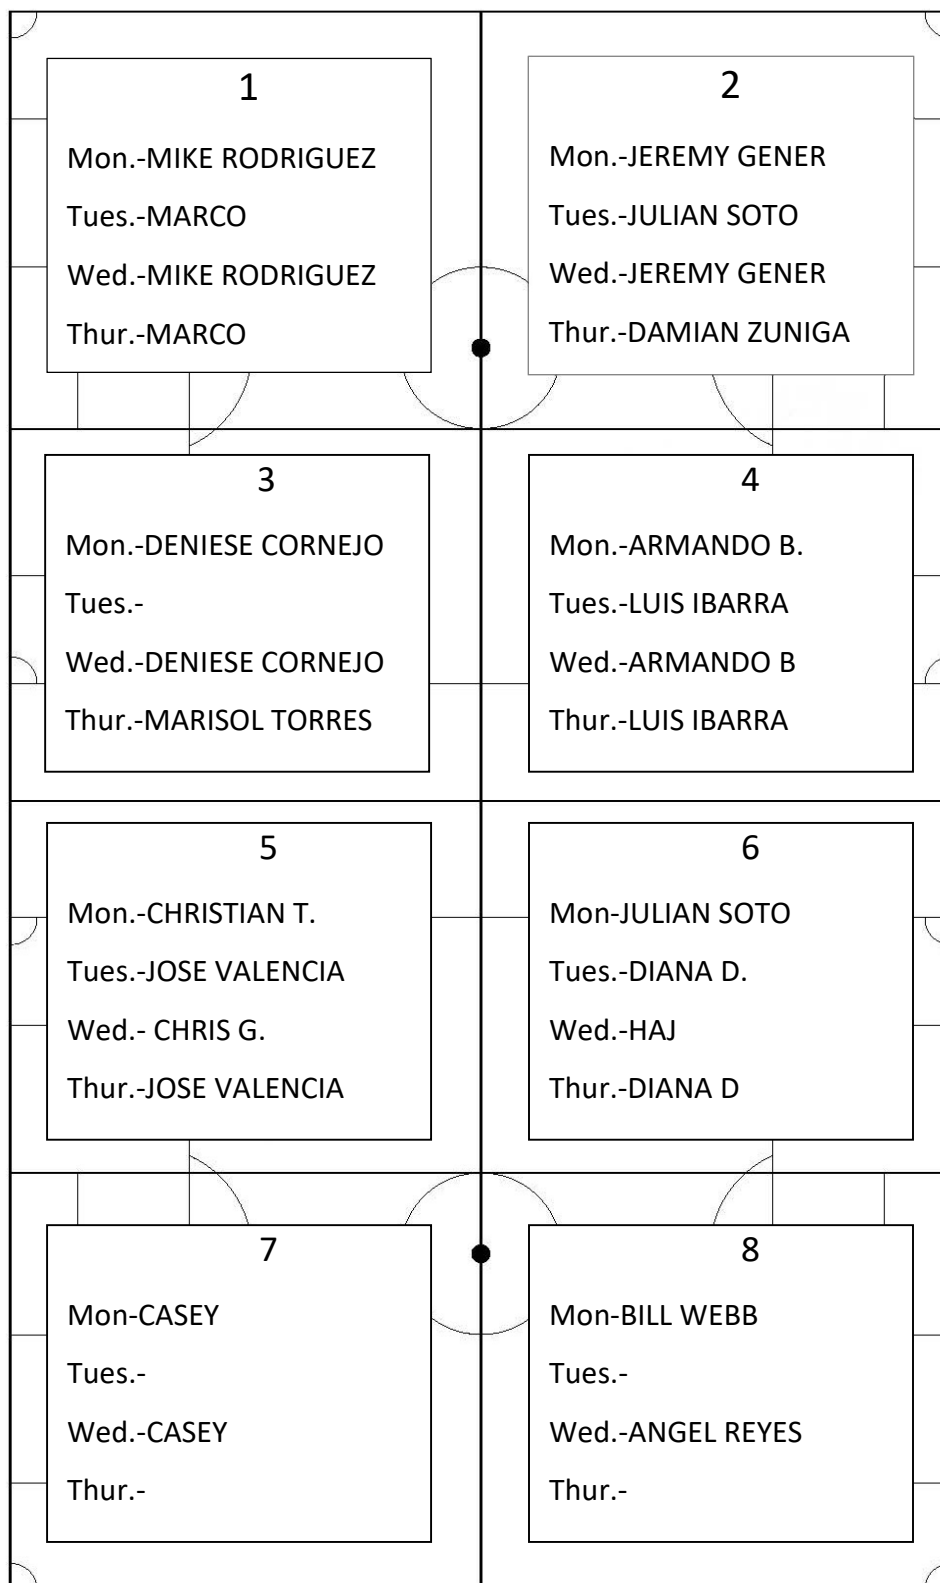 1
Mon.-MIKE RODRIGUEZ
Tues.-MARCO
Wed.-MIKE RODRIGUEZ
Thur.-MARCO
2
Mon.-JEREMY GENER
Tues.-JULIAN SOTO
Wed.-JEREMY GENER
Thur.-DAMIAN ZUNIGA
3
Mon.-DENIESE CORNEJO
Tues.-
Wed.-DENIESE CORNEJO
Thur.-MARISOL TORRES
4
Mon.-ARMANDO B.
Tues.-LUIS IBARRA
Wed.-ARMANDO B
Thur.-LUIS IBARRA
5
Mon.-CHRISTIAN T.
Tues.-JOSE VALENCIA
Wed.- CHRIS G.
Thur.-JOSE VALENCIA
6
Mon-JULIAN SOTO
Tues.-DIANA D.
Wed.-HAJ
Thur.-DIANA D
7
Mon-CASEY
Tues.-
Wed.-CASEY
Thur.-
8
Mon-BILL WEBB
Tues.-
Wed.-ANGEL REYES
Thur.-